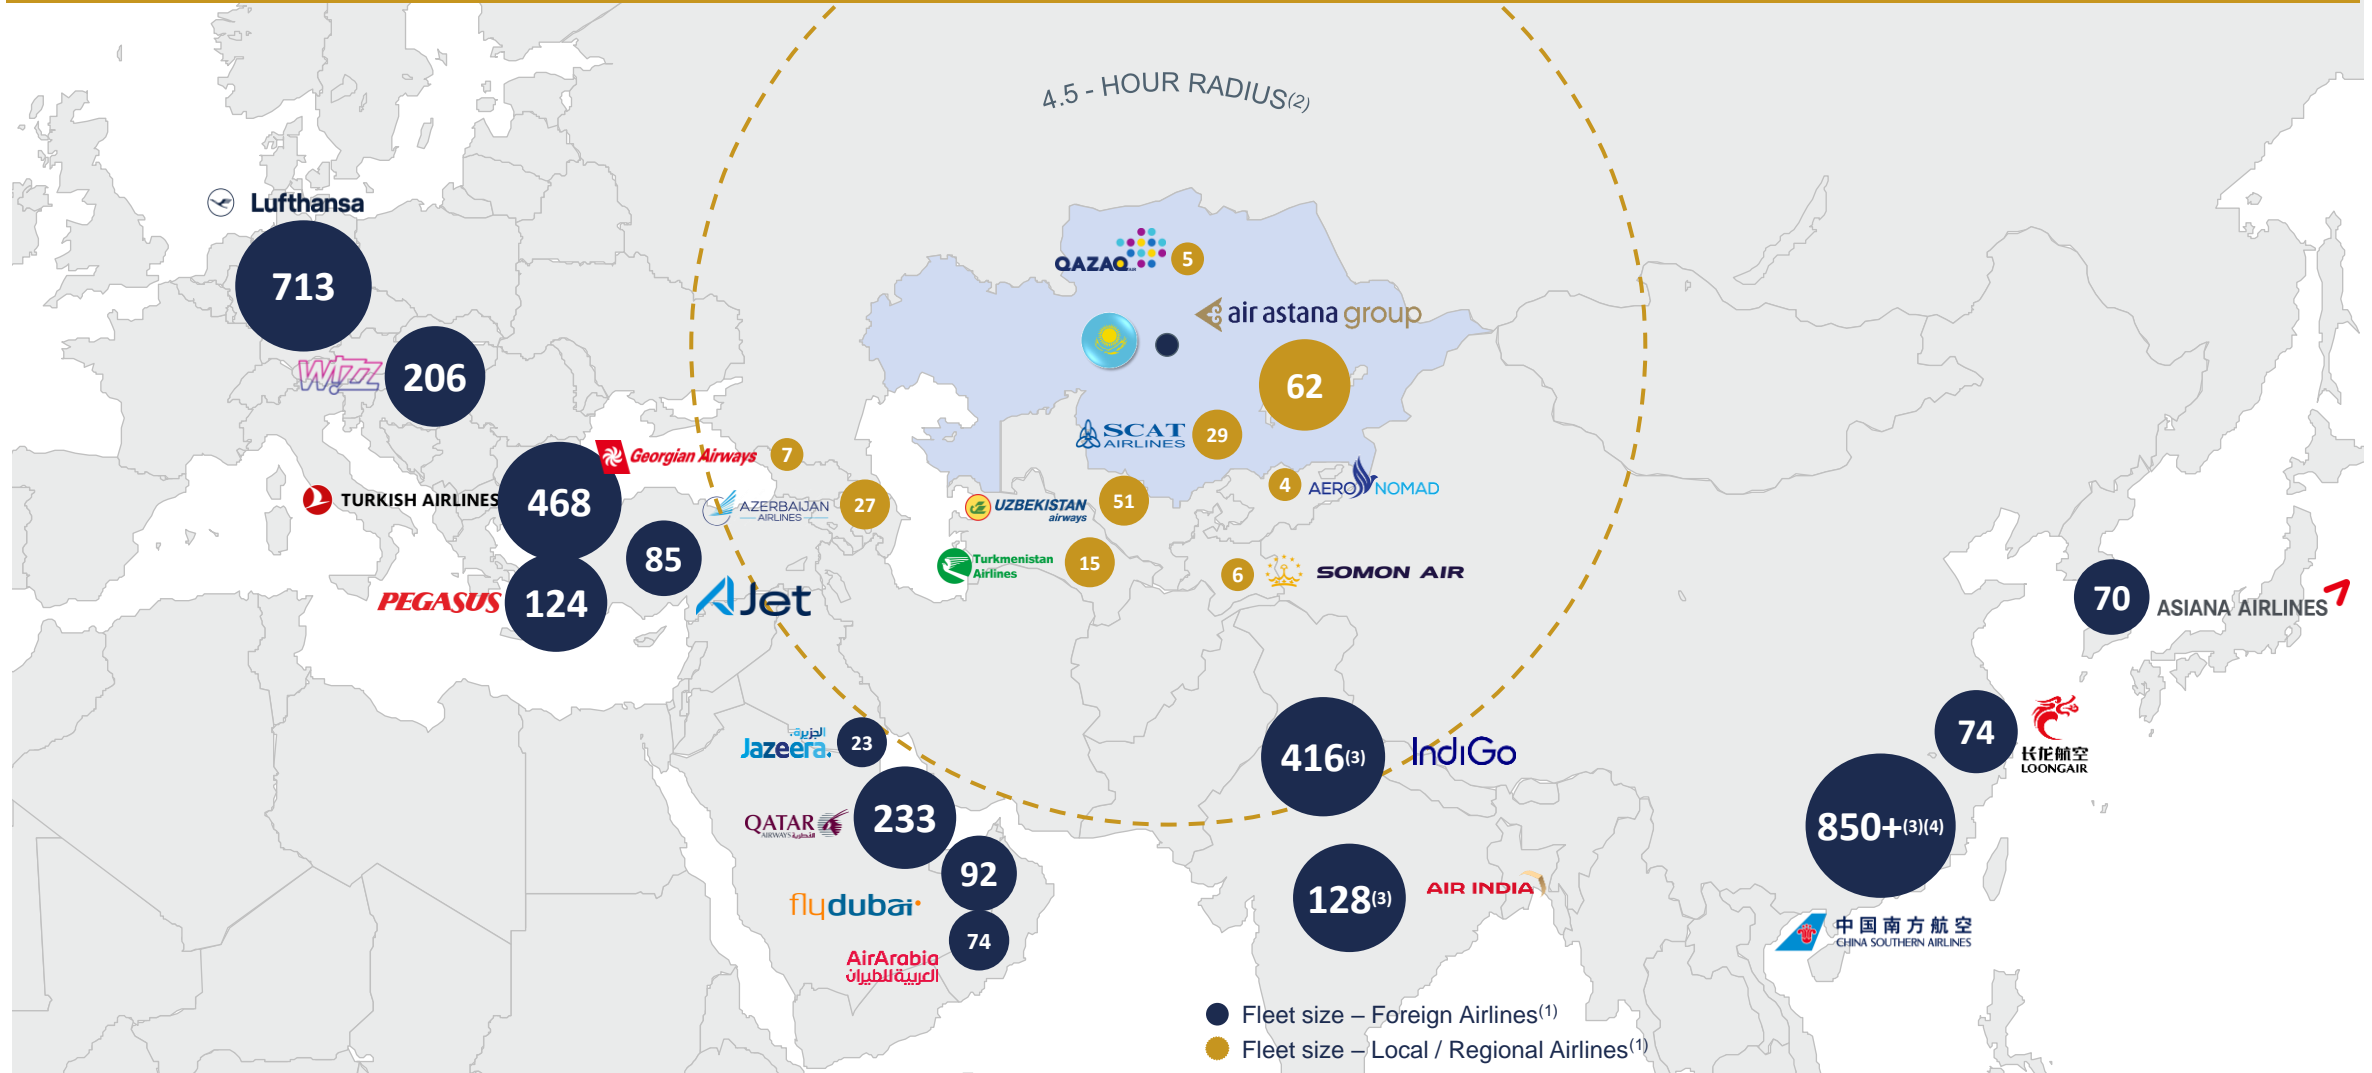 4.5 - HOUR RADIUS(2)
Lufthansa
713
QAZAQ AIR
5
air astana group
62
WIZZ
206
SCAT
AIRLINES
29
Georgian Airways
7
TURKISH AIRLINES
468
AZERBAIJAN
AIRLINES
27
UZBEKISTAN
airways
51
4
AERO NOMAD
85
Turkmenistan
Airlines
15
6
SOMON AIR
PEGASUS
124
AJet
70
ASIANA AIRLINES
الجزيرة
Jazeera.
23
416(3)
IndiGo
74
长龙航空
LOONGAIR
QATAR
AIRWAYS القطرية
233
850+(3)(4)
92
flydubai
128(3)
AIR INDIA
74
AirArabia
العربية للطيران
中国南方航空
CHINA SOUTHERN AIRLINES
Fleet size – Foreign Airlines(1)
Fleet size – Local / Regional Airlines(1)